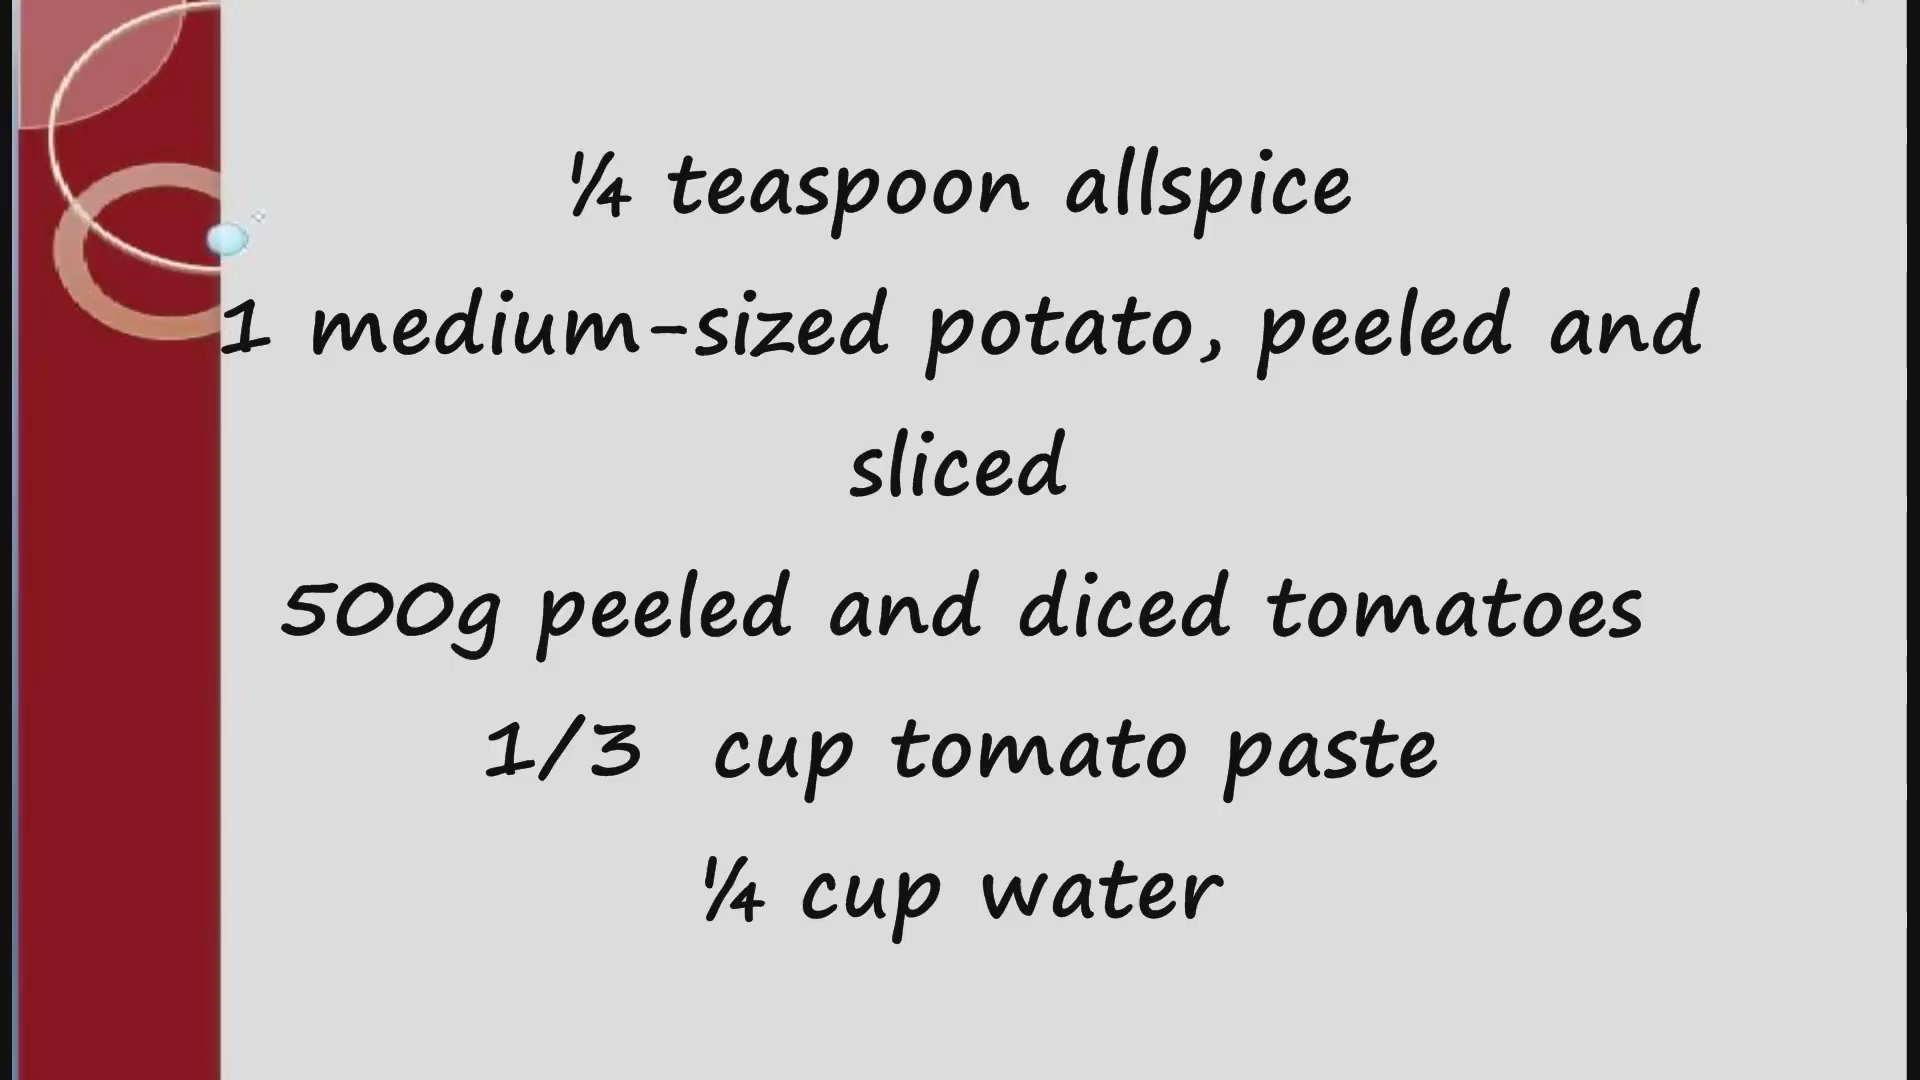 ¼ teaspoon allspice
1 medium-sized potato, peeled and
sliced
500g peeled and diced tomatoes
1/3  cup tomato paste
¼ cup water